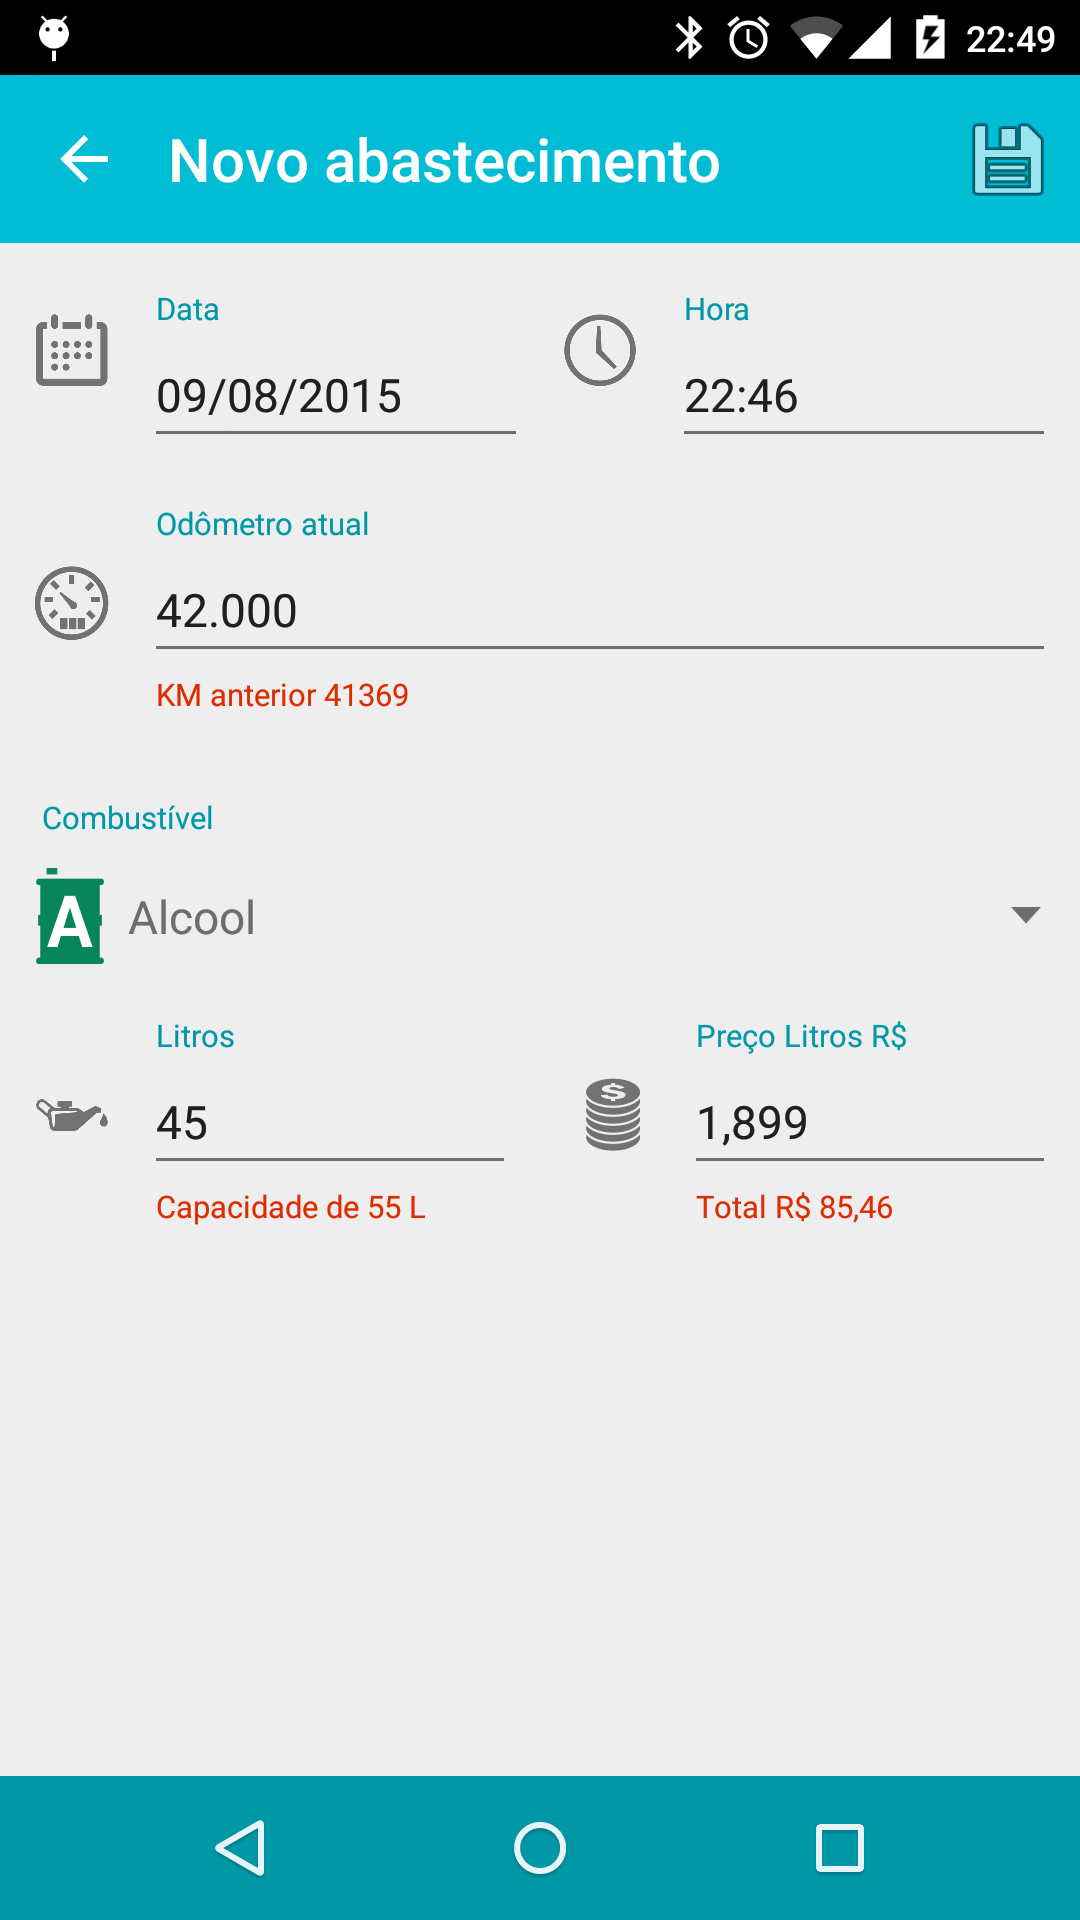 22:49
Novo abastecimento
Data
Hora
09/08/2015
22:46
Odômetro atual
42.000
KM anterior 41369
Combustível
A Alcool
Litros
Preço Litros R$
$
45
1,899
Capacidade de 55 L
Total R$ 85,46